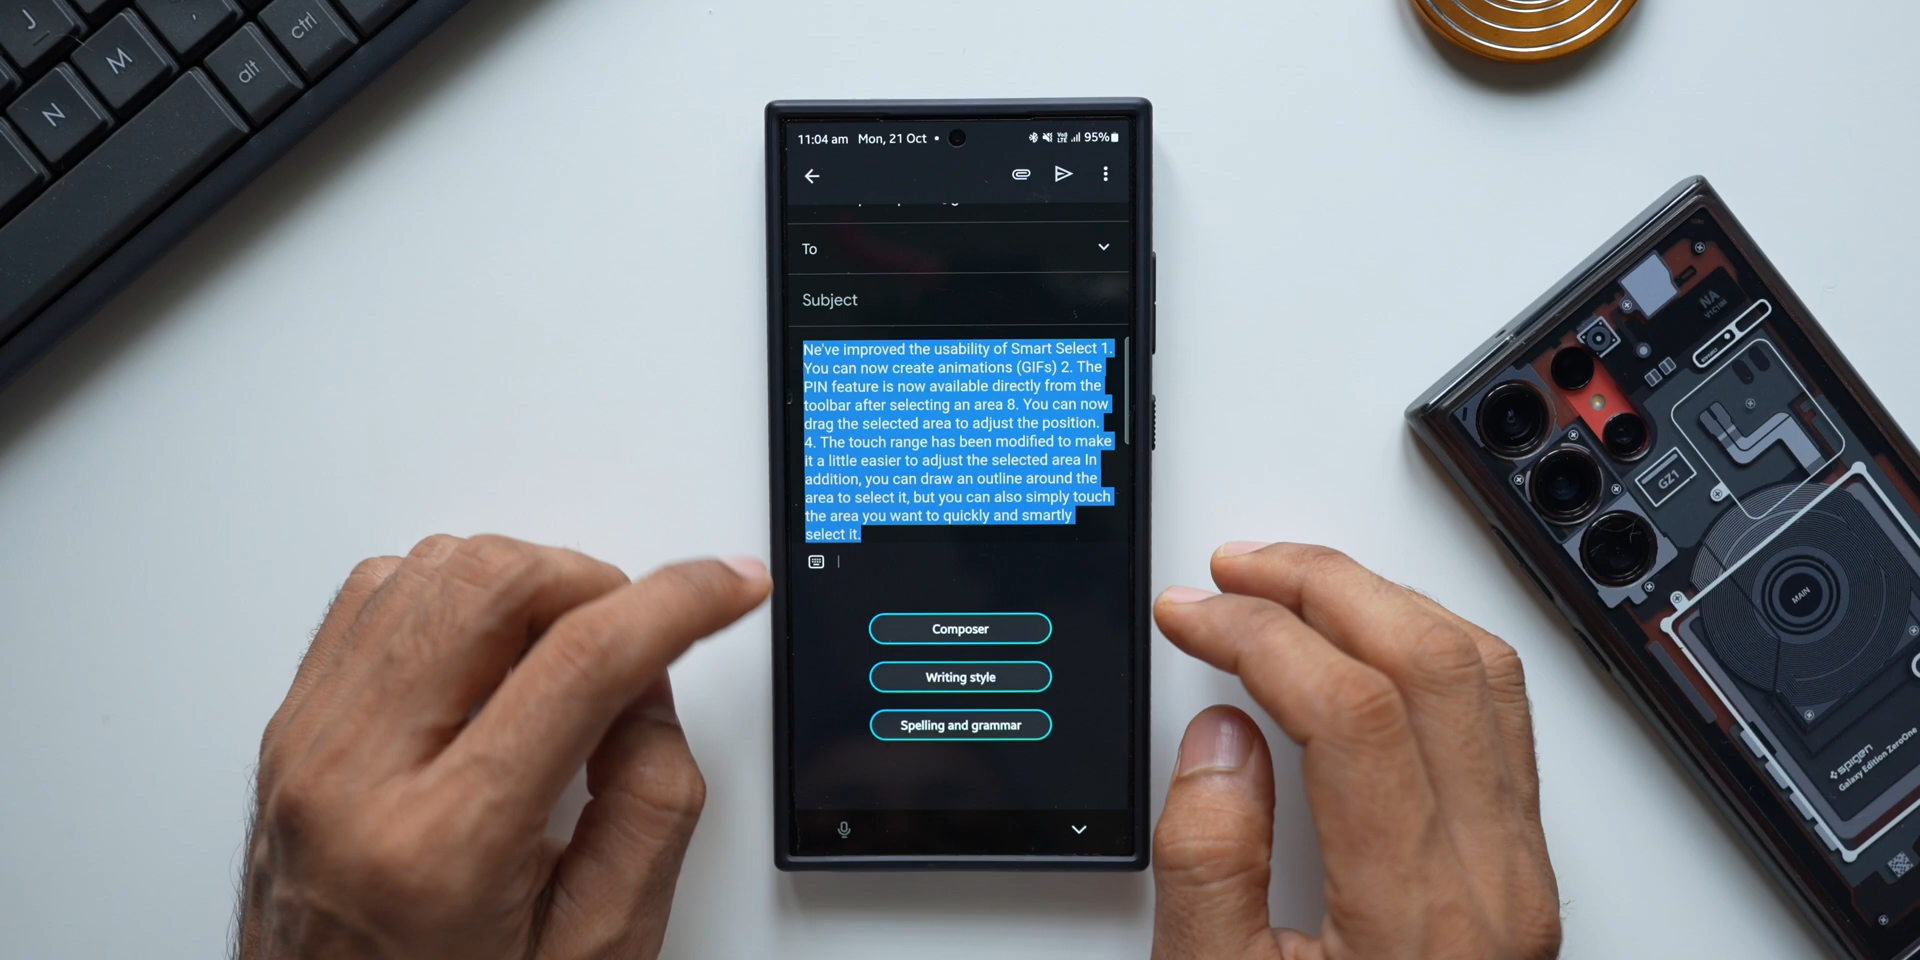 J
M
N
alt
ctrl
11:04 am Mon, 21 Oct • 95%
To
Subject
Ne've improved the usability of Smart Select 1.
You can now create animations (GIFs) 2. The
PIN feature is now available directly from the
toolbar after selecting an area 8. You can now
drag the selected area to adjust the position.
4. The touch range has been modified to make
it a little easier to adjust the selected area In
addition, you can draw an outline around the
area to select it, but you can also simply touch
the area you want to quickly and smartly
select it.
Composer
Writing style
Spelling and grammar
NA
GZ1
MAIN
spigen
Galaxy Edition ZeroOne